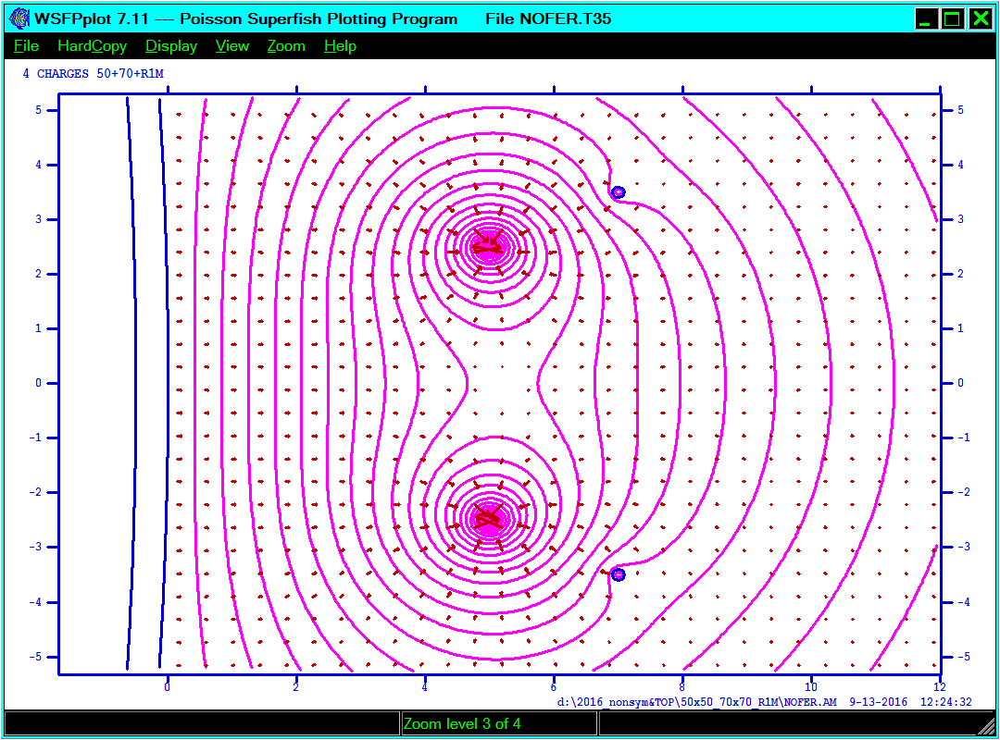 WSFPplot 7.11 --- Poisson Superfish Plotting Program File NOFER.T35
File HardCopy Display View Zoom Help
4 CHARGES 50+70+R1M
5 5
4 4
3 3
2 2
1 1
0 0
-1 -1
-2 -2
-3 -3
-4 -4
-5 -5
0 2 4 6 8 10 12
d:\2016_nonsym&TOP\50x50_70x70_R1M\NOFER.AM 9-13-2016 12:24:32
Zoom level 3 of 4